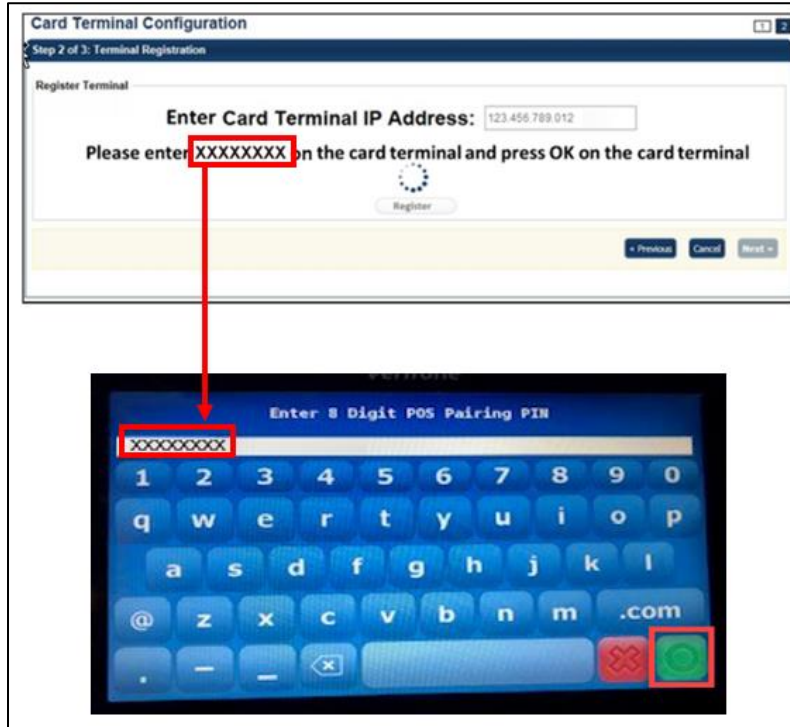 Card Terminal Configuration
1 2
Step 2 of 3: Terminal Registration
Register Terminal
Enter Card Terminal IP Address: 123.456.789.012
Please enter XXXXXXXX on the card terminal and press OK on the card terminal
Register
« Previous Cancel Next »
Verifone
Enter 8 Digit POS Pairing PIN
XXXXXXXX
1 2 3 4 5 6 7 8 9 0
q w e r t y u i o p
a s d f g h j k l
@ z x c v b n m .com
. – _